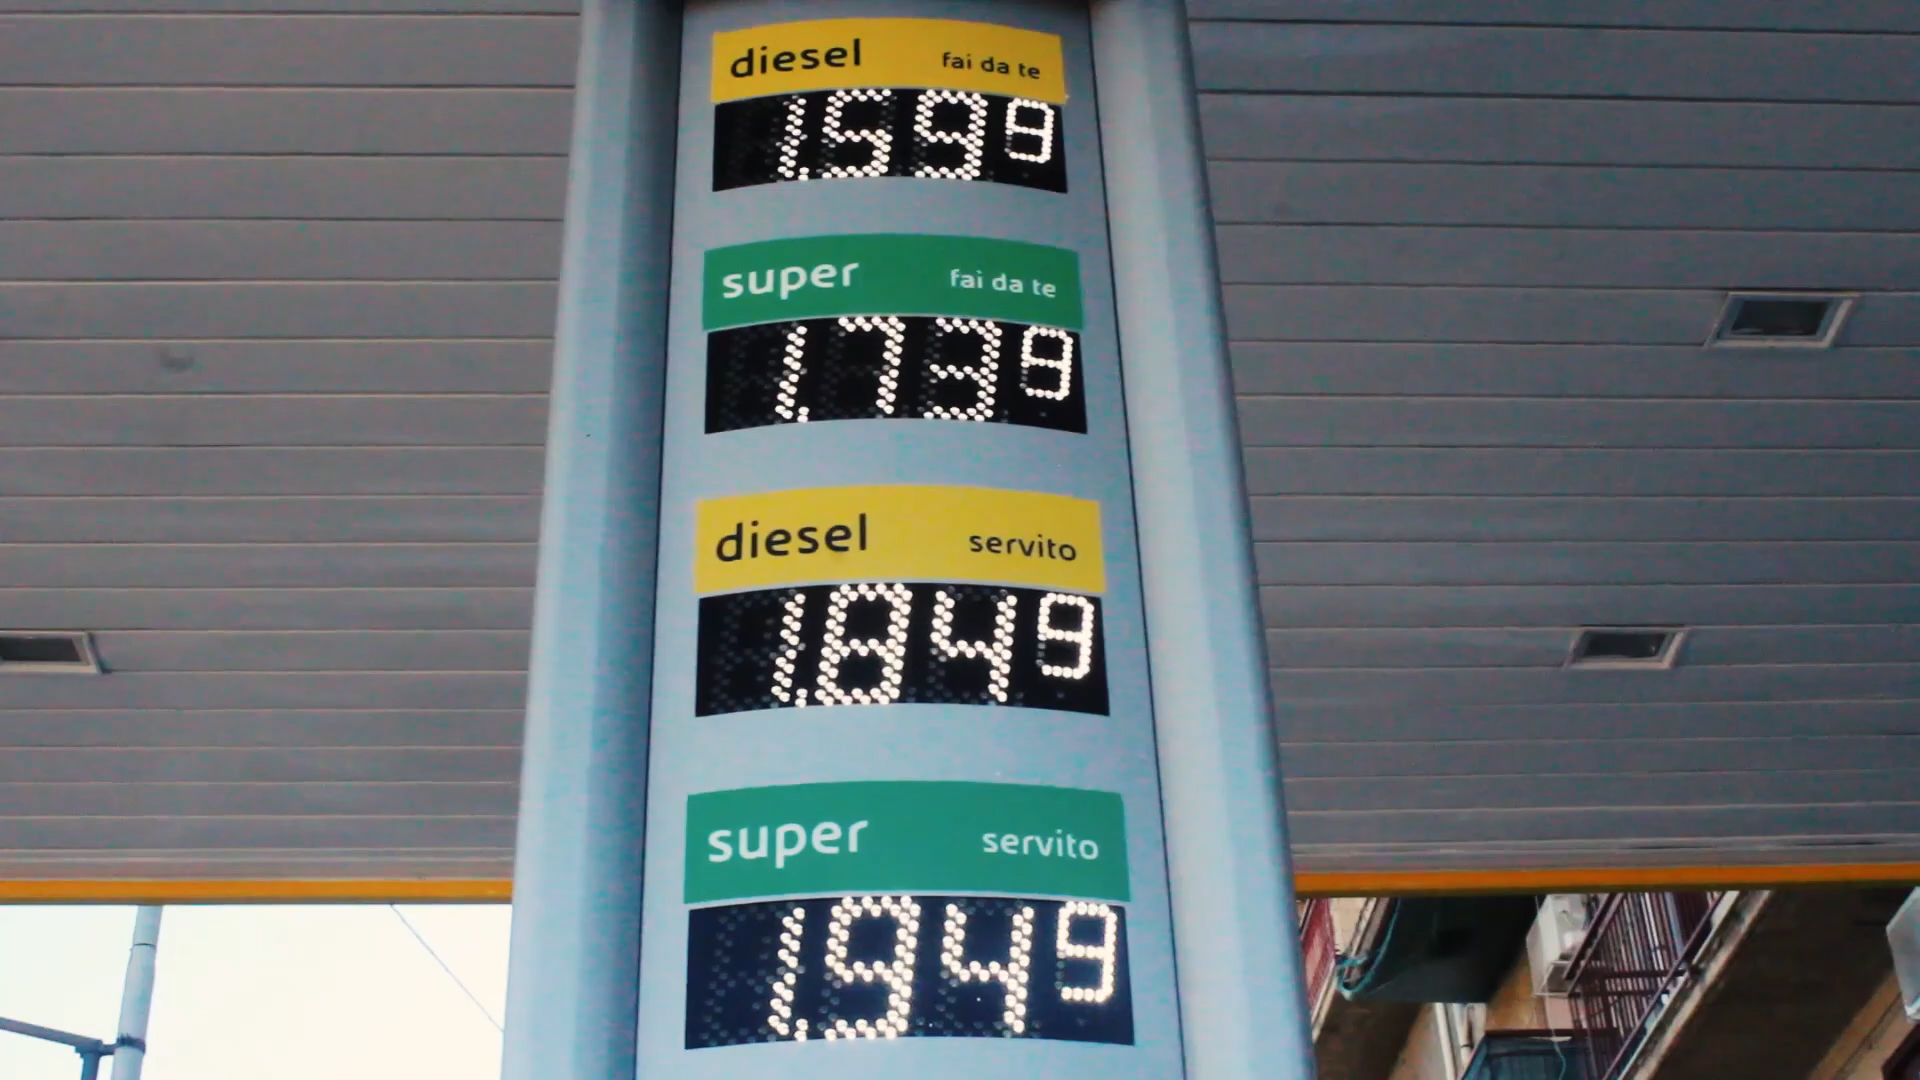 diesel fai da te
1.599
super fai da te
1.739
diesel servito
1.849
super servito
1.949